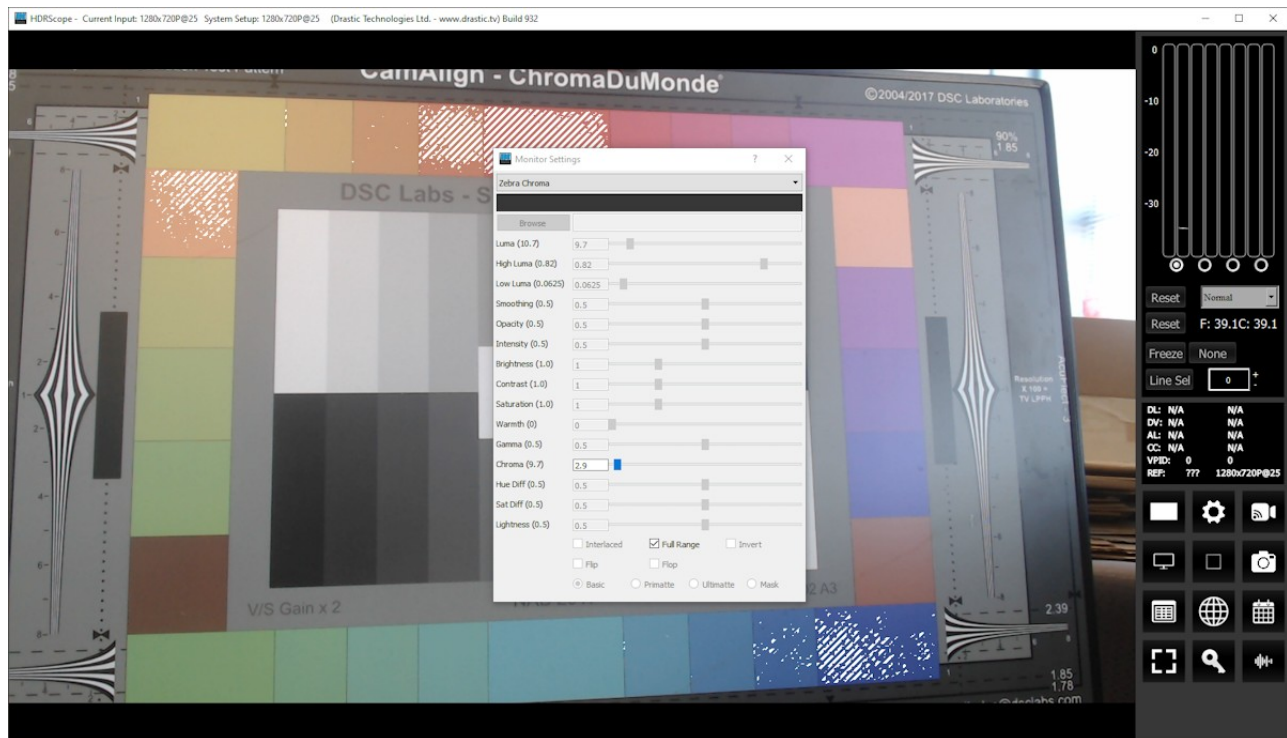 HDRScope - Current Input: 1280x720P@25 System Setup: 1280x720P@25 (Drastic Technologies Ltd. - www.drastic.tv) Build 932
CamAlign - ChromaDuMonde
©2004/2017 DSC Laboratories
90%
1.85
DSC Labs - S
Monitor Settings
? ×
Zebra Chroma
Browse
Luma (10.7) 9.7
High Luma (0.82) 0.82
Low Luma (0.0625) 0.0625
Smoothing (0.5) 0.5
Opacity (0.5) 0.5
Intensity (0.5) 0.5
Brightness (1.0) 1
Contrast (1.0) 1
Saturation (1.0) 1
Warmth (0) 0
Gamma (0.5) 0.5
Chroma (9.7) 2.9
Hue Diff (0.5) 0.5
Sat Diff (0.5) 0.5
Lightness (0.5) 0.5
Interlaced Full Range Invert
Flip Flop
Basic Primatte Ultimatte Mask
Resolution
X 100 =
TV LPPH
V/S Gain x 2
2 A3
2.39
1.85
1.78
0
-10
-20
-30
Reset Normal
Reset F: 39.1C: 39.1
Freeze None
Line Sel 0 + -
DL: N/A N/A
DV: N/A N/A
AL: N/A N/A
CC: N/A N/A
VPID: 0 0
REF: ??? 1280x720P@25